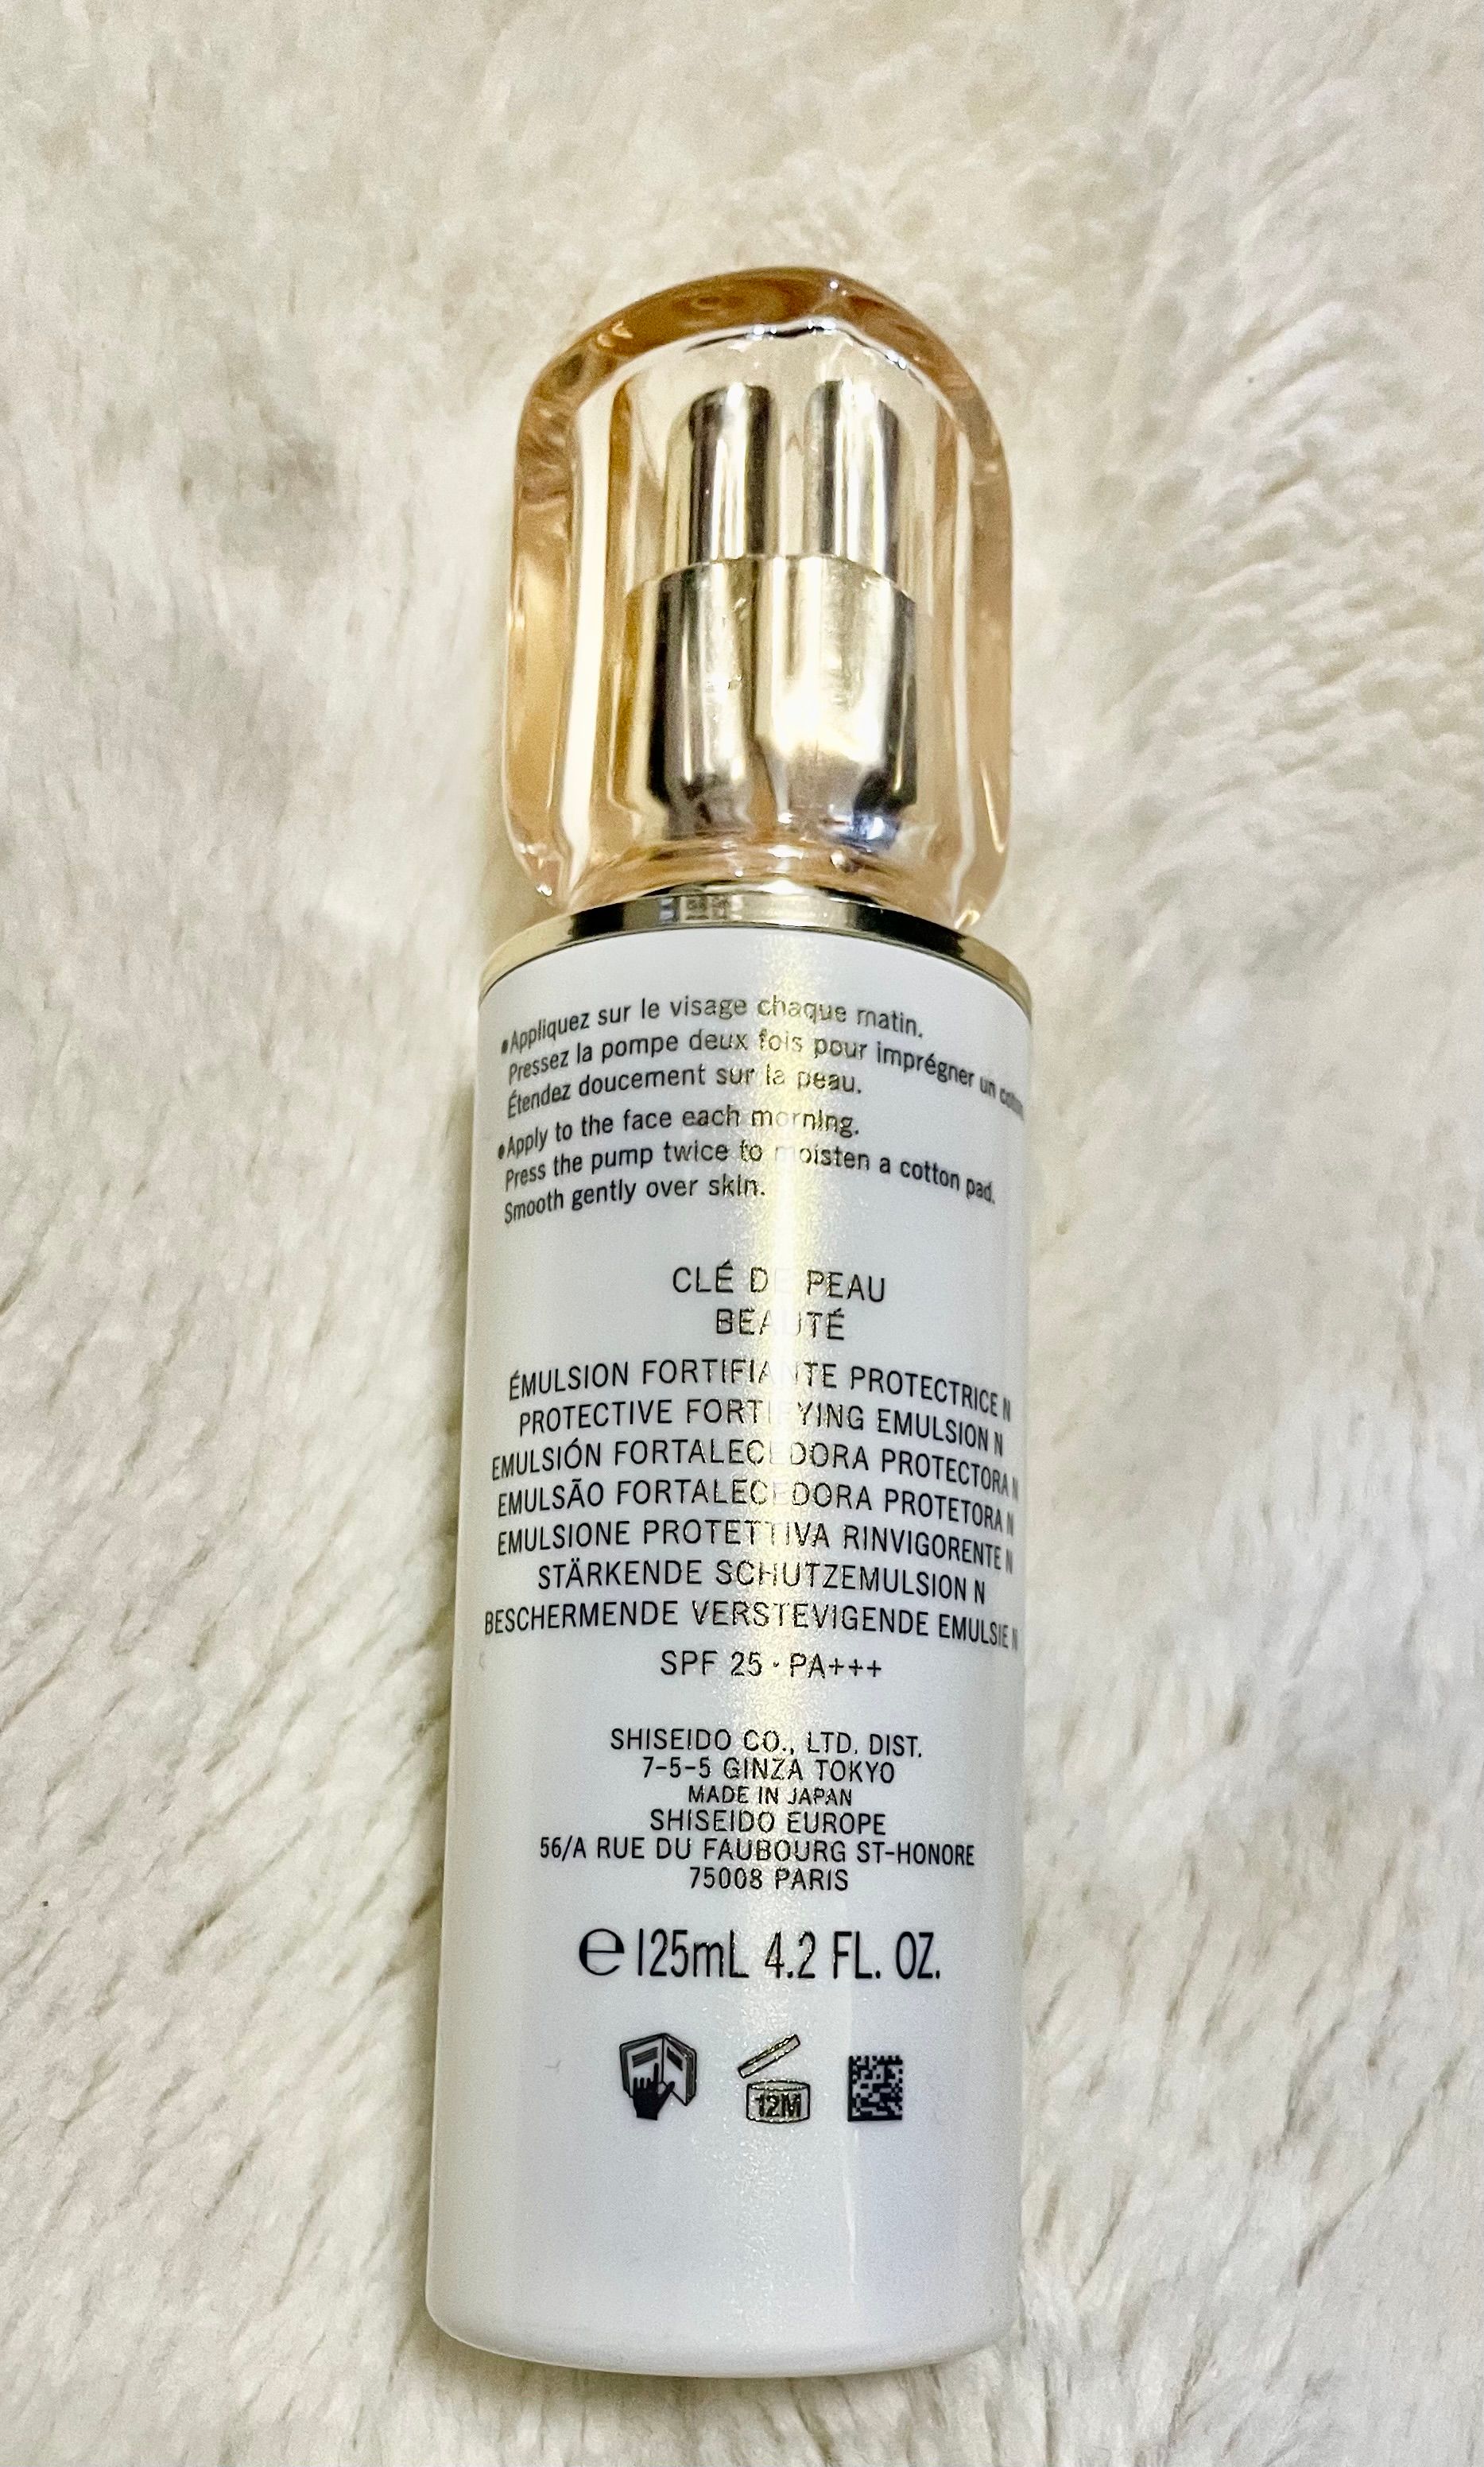 •Appliquez sur le visage chaque matin.
Pressez la pompe deux fois pour imprégner un coton
Étendez doucement sur la peau.
•Apply to the face each morning.
Press the pump twice to moisten a cotton pad.
Smooth gently over skin.
CLÉ DE PEAU
BEAUTÉ
ÉMULSION FORTIFIANTE PROTECTRICE N
PROTECTIVE FORTIFYING EMULSION N
EMULSIÓN FORTALECEDORA PROTECTORA N
EMULSÃO FORTALECEDORA PROTETORA N
EMULSIONE PROTETTIVA RINVIGORENTE N
STÄRKENDE SCHUTZEMULSION N
BESCHERMENDE VERSTEVIGENDE EMULSIE N
SPF 25·PA+++
SHISEIDO CO., LTD. DIST.
7-5-5 GINZA TOKYO
MADE IN JAPAN
SHISEIDO EUROPE
56/A RUE DU FAUBOURG ST-HONORE
75008 PARIS
℮125mL 4.2 FL. OZ.
12M